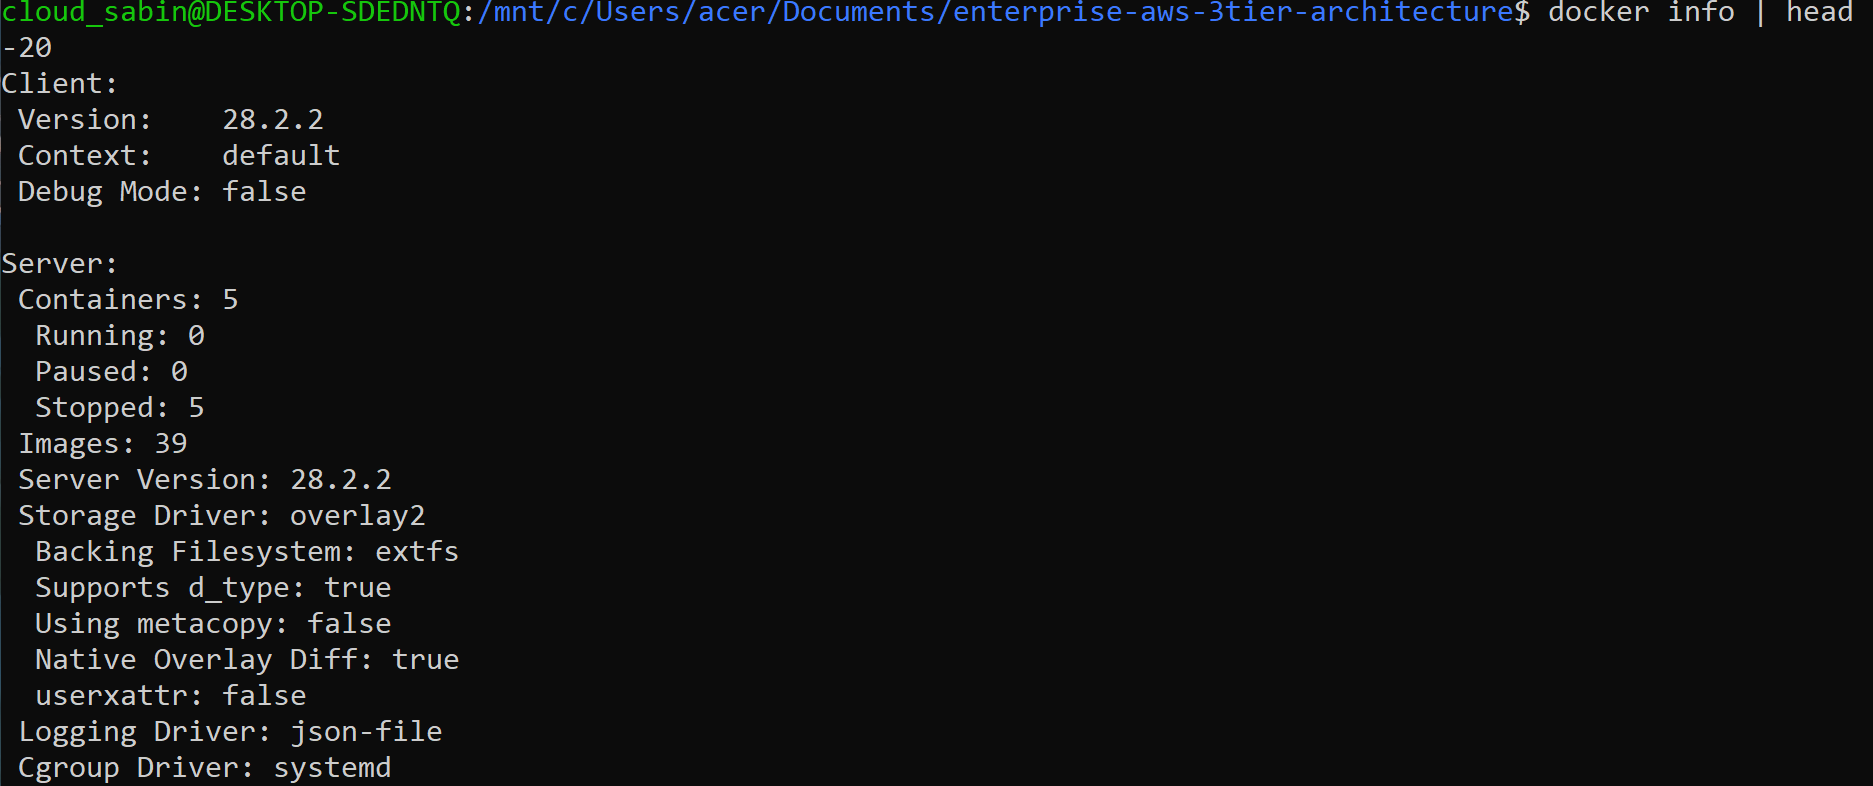 cloud_sabin@DESKTOP-SDEDNTQ:/mnt/c/Users/acer/Documents/enterprise-aws-3tier-architecture$ docker info | head
-20
Client:
 Version:    28.2.2
 Context:    default
 Debug Mode: false

Server:
 Containers: 5
  Running: 0
  Paused: 0
  Stopped: 5
 Images: 39
 Server Version: 28.2.2
 Storage Driver: overlay2
  Backing Filesystem: extfs
  Supports d_type: true
  Using metacopy: false
  Native Overlay Diff: true
  userxattr: false
 Logging Driver: json-file
 Cgroup Driver: systemd